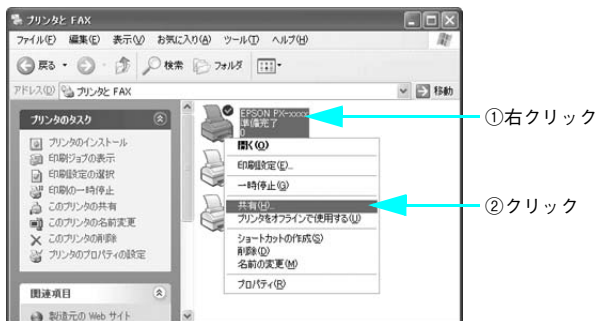 プリンタと FAX
ファイル(F) 編集(E) 表示(V) お気に入り(A) ツール(T) ヘルプ(H)
戻る 検索 フォルダ
アドレス(D) プリンタと FAX 移動
プリンタのタスク
プリンタのインストール
印刷ジョブの表示
印刷設定の選択
印刷の一時停止
このプリンタの共有
このプリンタの名前変更
このプリンタの削除
プリンタのプロパティの設定
関連項目
製造元の Web サイト
EPSON PX-xxxx
準備完了
0
開く(O)
印刷設定(E)...
一時停止(G)
共有(H)...
プリンタをオフラインで使用する(U)
ショートカットの作成(S)
削除(D)
名前の変更(M)
プロパティ(R)
①右クリック
②クリック